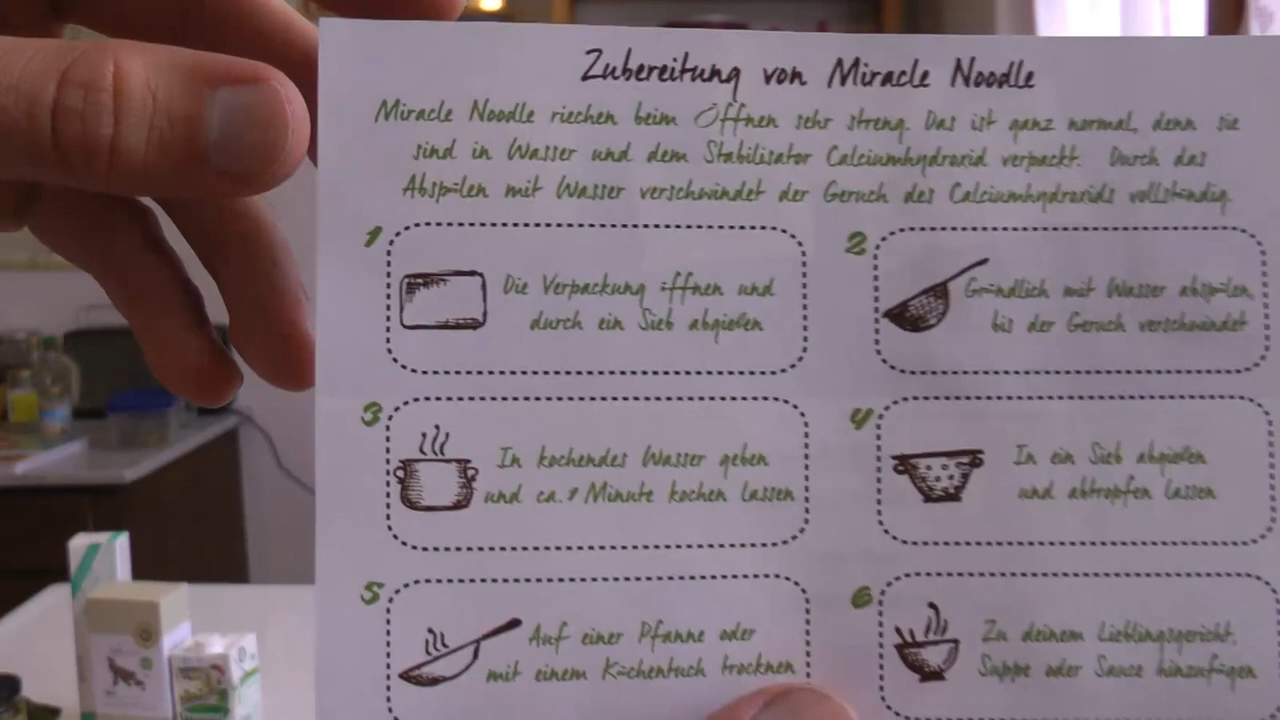 Zubereitung von Miracle Noodle
Miracle Noodle riechen beim Öffnen sehr streng. Das ist ganz normal, denn sie
sind in Wasser und dem Stabilisator Calciumhydroxid verpackt. Durch das
Abspülen mit Wasser verschwindet der Geruch des Calciumhydroxids vollständig.
1
Die Verpackung öffnen und
durch ein Sieb abgießen
2
Gründlich mit Wasser abspülen,
bis der Geruch verschwindet
3
In kochendes Wasser geben
und ca. 1 Minute kochen lassen
4
In ein Sieb abgießen
und abtropfen lassen
5
Auf einer Pfanne oder
mit einem Küchentuch trocknen
6
Zu deinem Lieblingsgericht,
Suppe oder Sauce hinzufügen